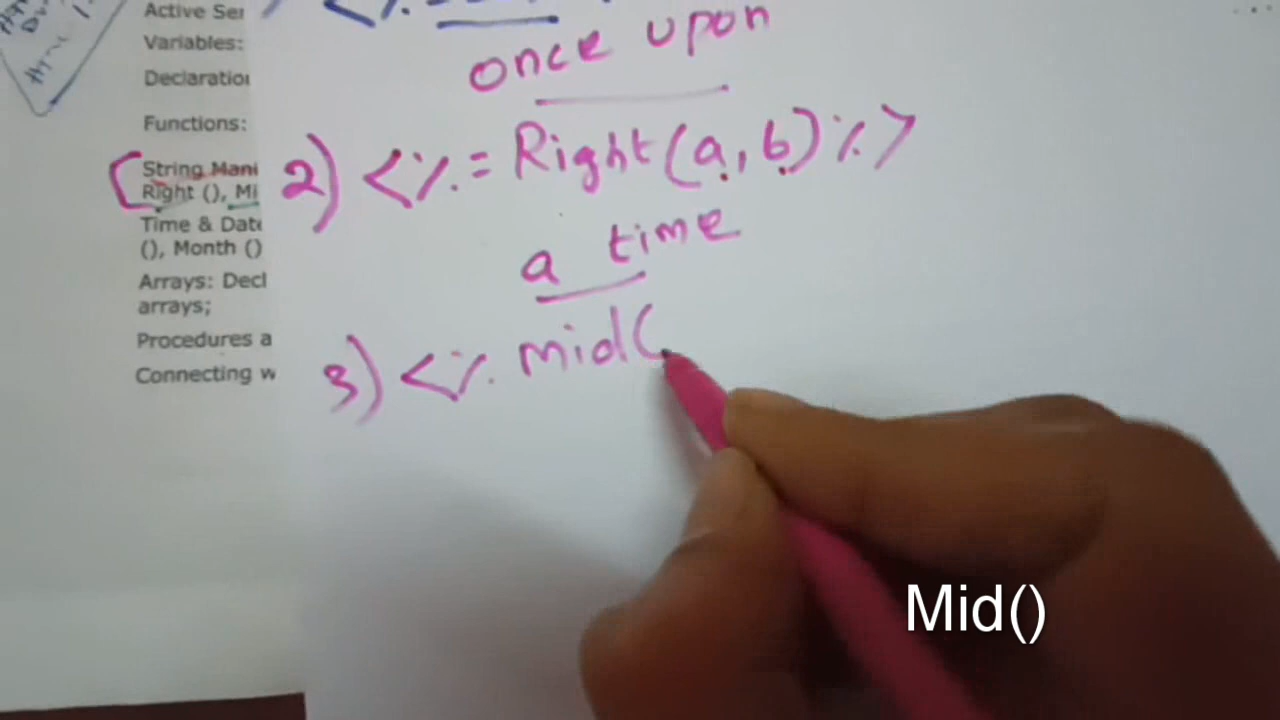 Active Ser
Variables:
Declaratio
Functions:
String Mani
Right (), Mi
Time & Date
(), Month ()
Arrays: Decl
arrays;
Procedures a
Connecting w
once upon
2) <%= Right(a, b) %>
a time
3) <% Mid(
Mid()